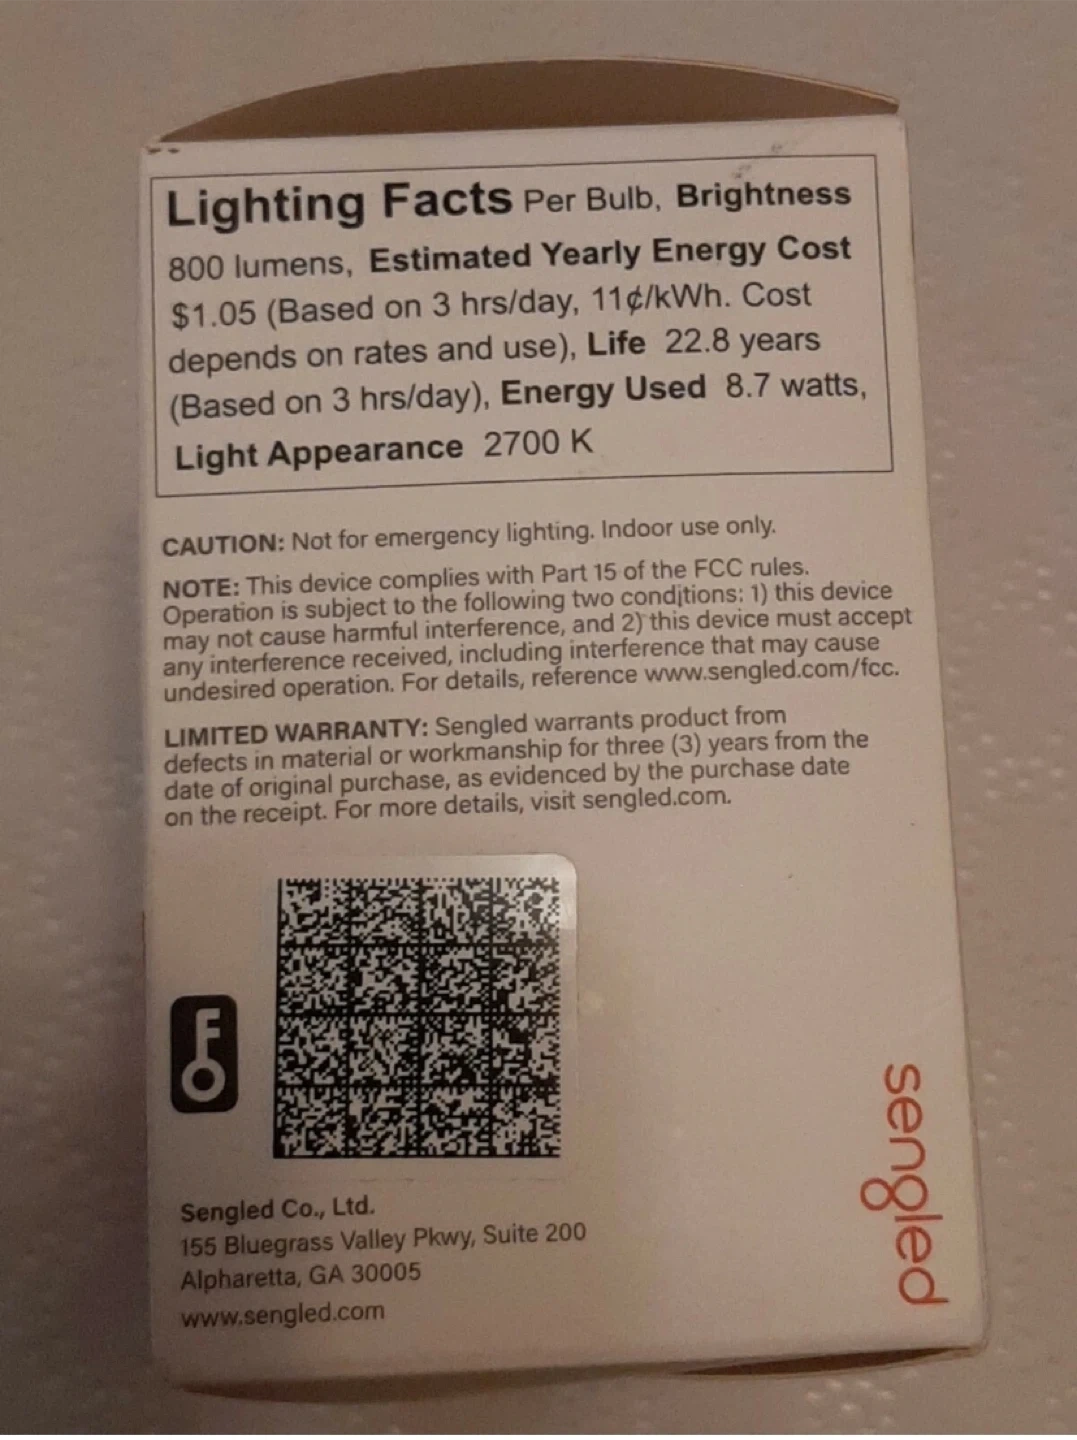 Lighting Facts Per Bulb, Brightness
800 lumens, Estimated Yearly Energy Cost
$1.05 (Based on 3 hrs/day, 11¢/kWh. Cost
depends on rates and use), Life 22.8 years
(Based on 3 hrs/day), Energy Used 8.7 watts,
Light Appearance 2700 K
CAUTION: Not for emergency lighting. Indoor use only.
NOTE: This device complies with Part 15 of the FCC rules.
Operation is subject to the following two conditions: 1) this device
may not cause harmful interference, and 2) this device must accept
any interference received, including interference that may cause
undesired operation. For details, reference www.sengled.com/fcc.
LIMITED WARRANTY: Sengled warrants product from
defects in material or workmanship for three (3) years from the
date of original purchase, as evidenced by the purchase date
on the receipt. For more details, visit sengled.com.
Sengled Co., Ltd.
155 Bluegrass Valley Pkwy, Suite 200
Alpharetta, GA 30005
www.sengled.com
sengled